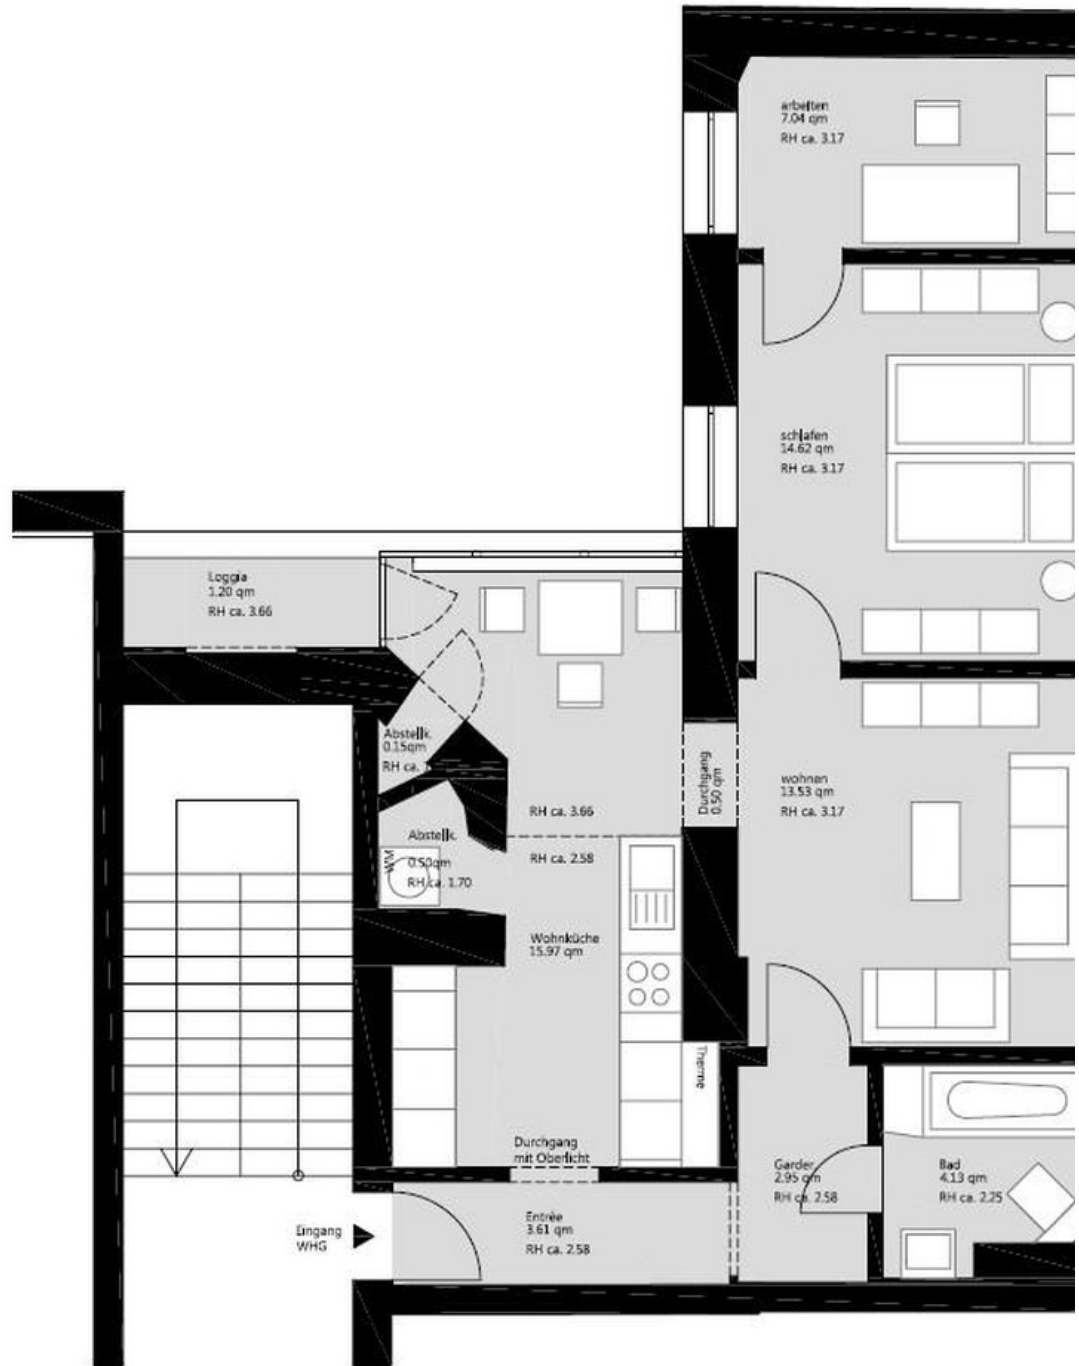 arbeiten
7.04 qm
RH ca. 3.17
schlafen
14.62 qm
RH ca. 3.17
Loggia
1.20 qm
RH ca. 3.66
Abstellk.
0.15qm
RH ca.
Durchgang
0.50 qm
wohnen
13.53 qm
RH ca. 3.17
RH ca. 3.66
Abstellk.
0.50qm
RH ca. 1.70
WM
RH ca. 2.58
Wohnküche
15.97 qm
Therme
Durchgang
mit Oberlicht
Garder
2.95 qm
RH ca. 2.58
Bad
4.13 qm
RH ca. 2.25
Eingang
WHG
Entrèe
3.61 qm
RH ca. 2.58